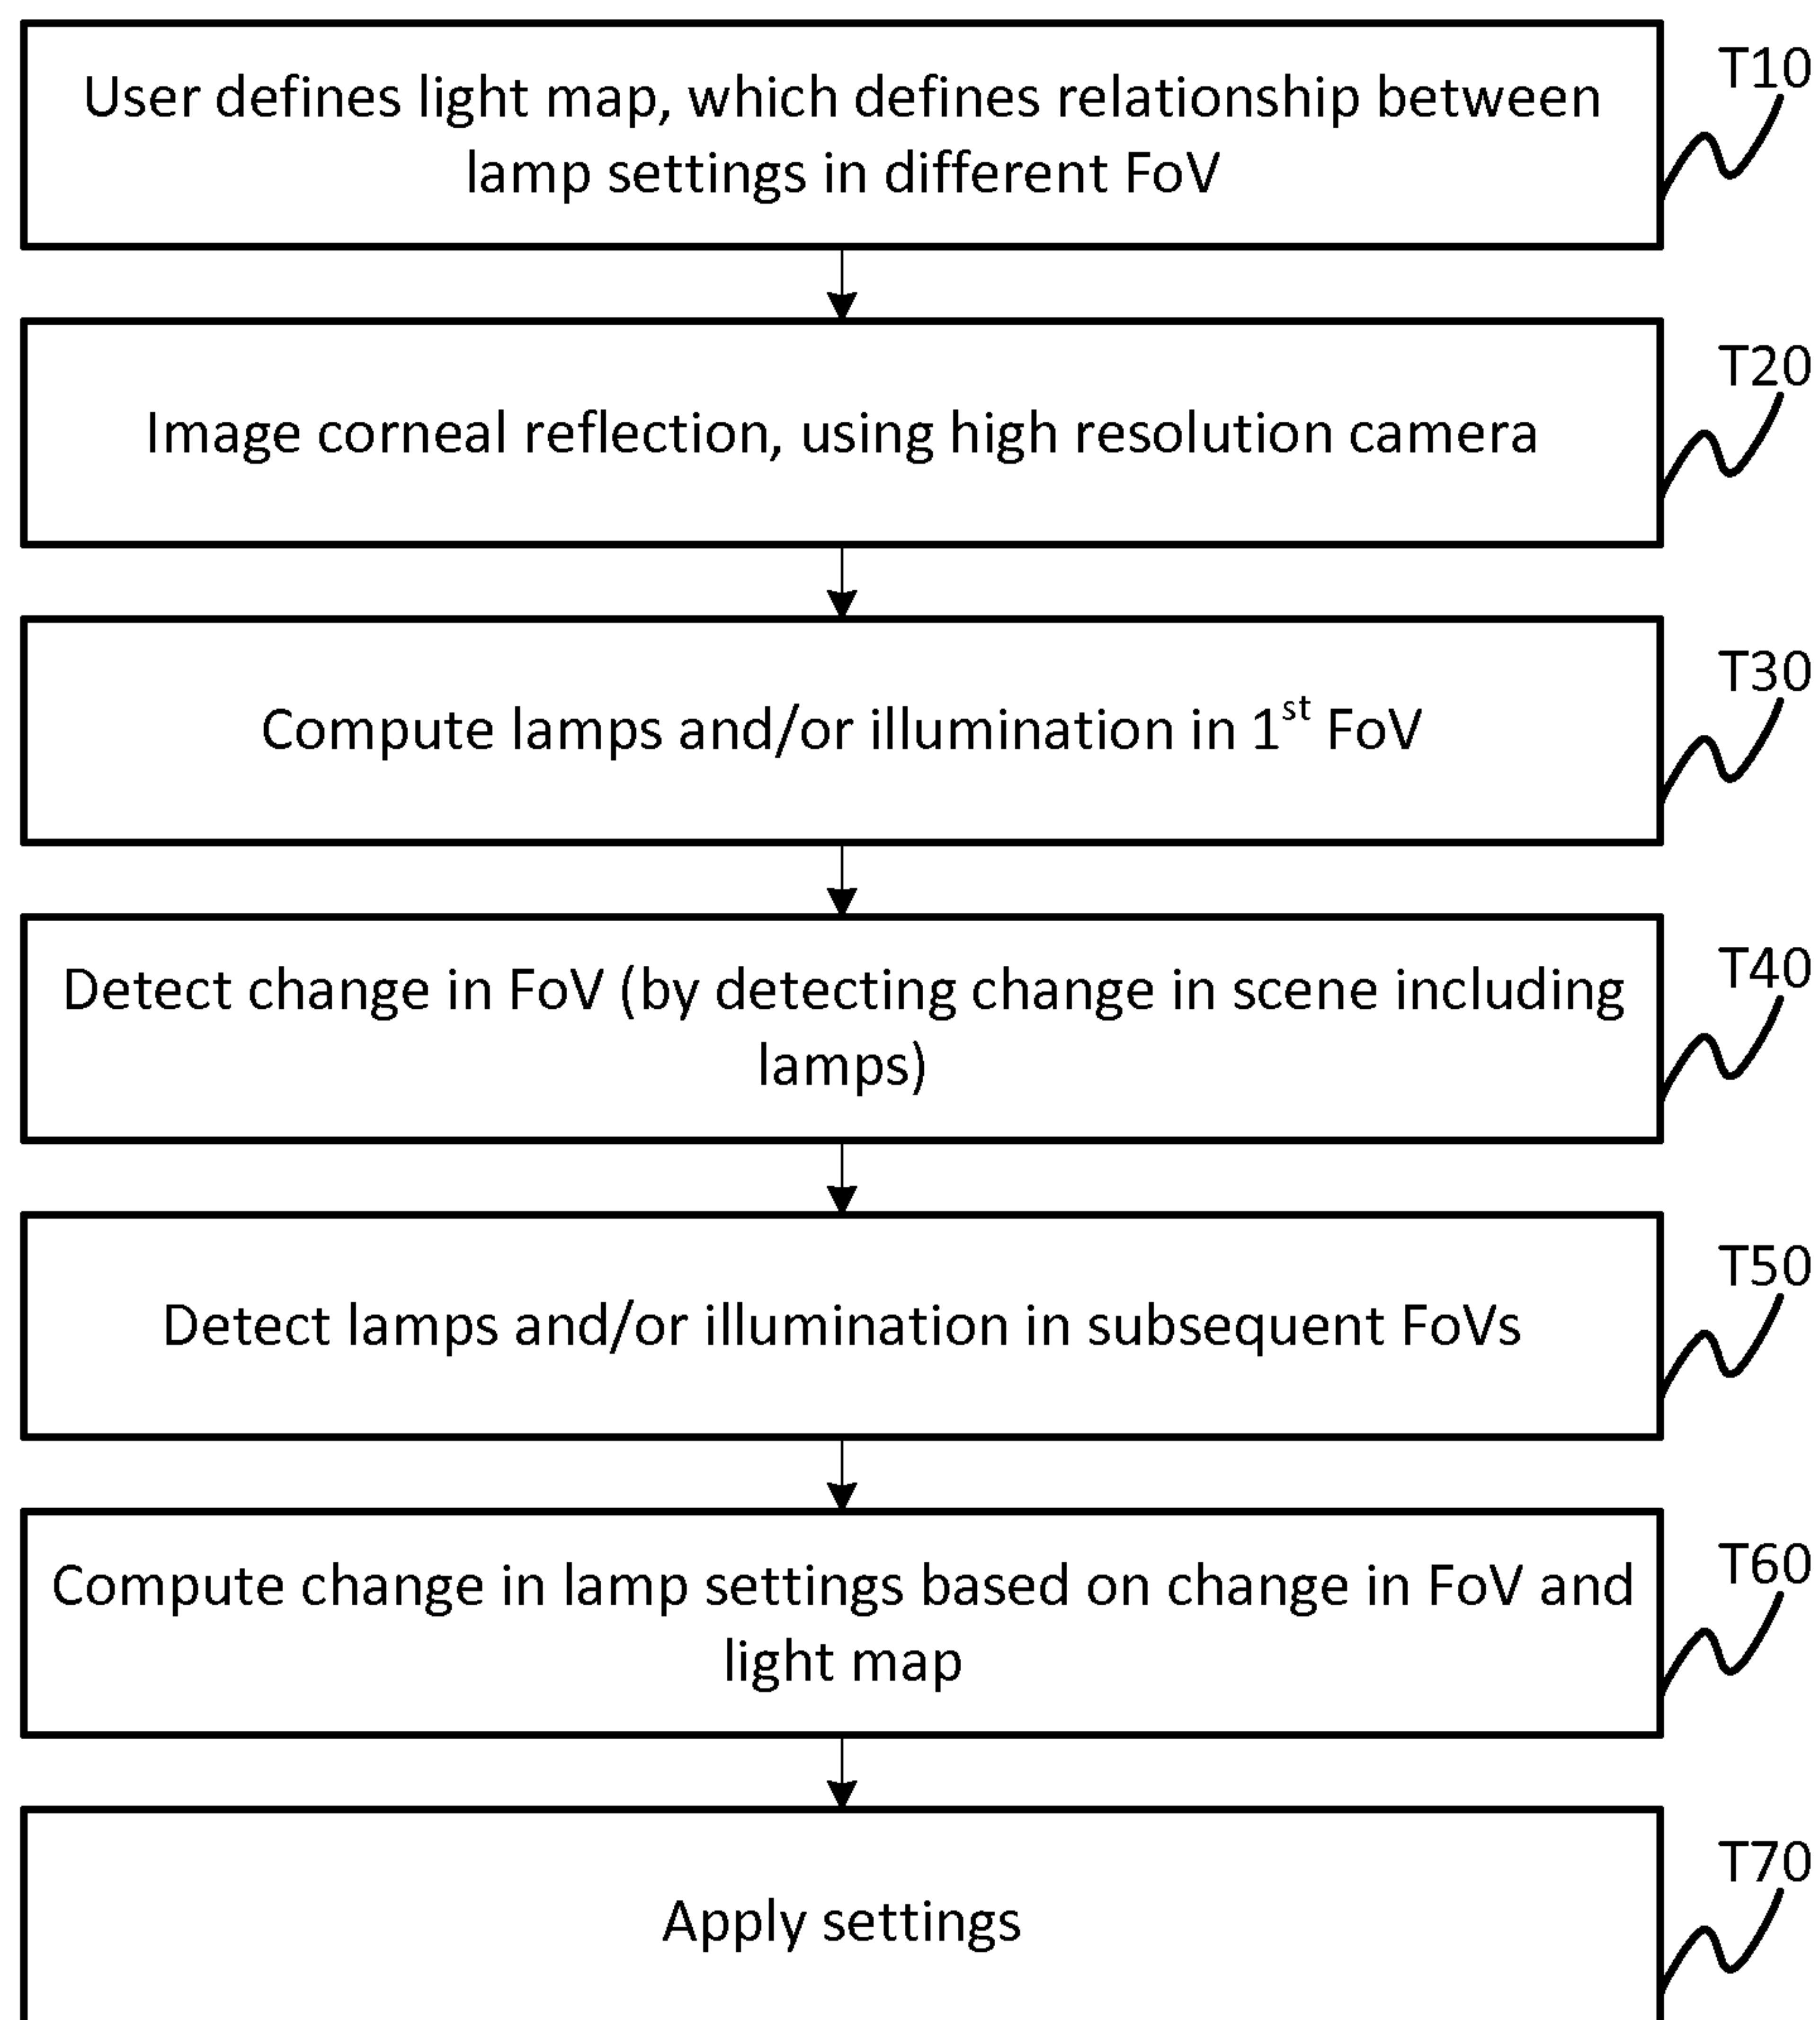 User defines light map, which defines relationship between
lamp settings in different FoV
T10
Image corneal reflection, using high resolution camera
T20
Compute lamps and/or illumination in 1st FoV
T30
Detect change in FoV (by detecting change in scene including
lamps)
T40
Detect lamps and/or illumination in subsequent FoVs
T50
Compute change in lamp settings based on change in FoV and
light map
T60
Apply settings
T70